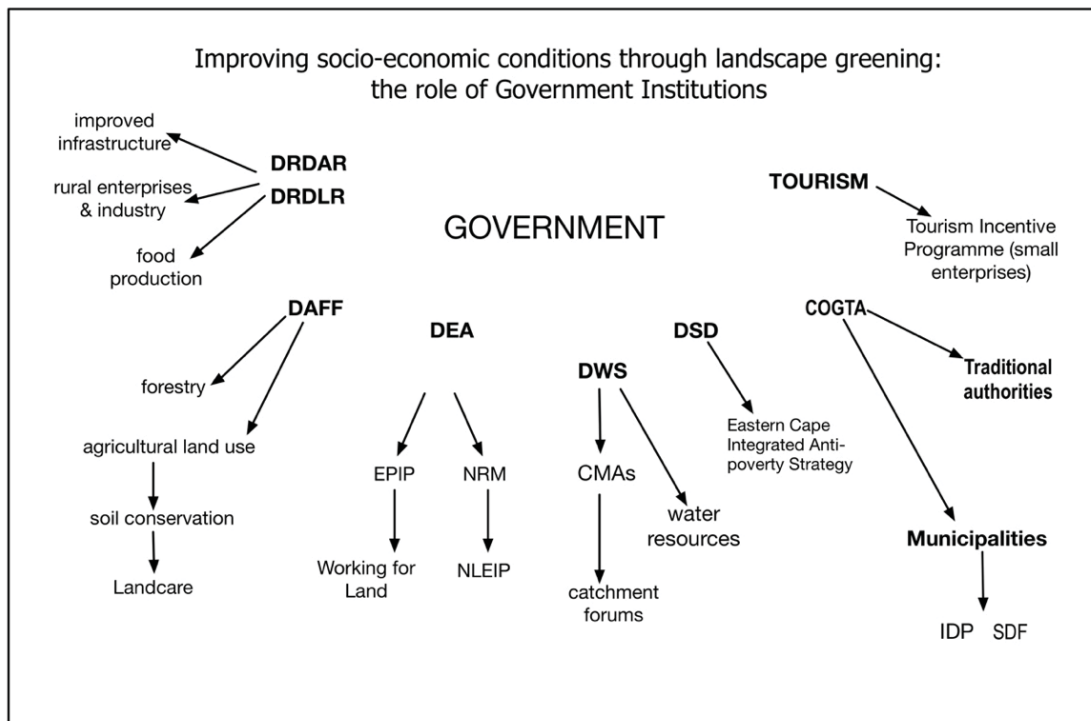 Improving socio-economic conditions through landscape greening:
the role of Government Institutions
improved
infrastructure
rural enterprises
& industry
food
production
DRDAR
DRDLR
GOVERNMENT
TOURISM
Tourism Incentive
Programme (small
enterprises)
DAFF
forestry
agricultural land use
soil conservation
Landcare
DEA
EPIP
Working for
Land
NRM
NLEIP
DWS
CMAs
catchment
forums
water
resources
DSD
Eastern Cape
Integrated Anti-
poverty Strategy
COGTA
Traditional
authorities
Municipalities
IDP
SDF